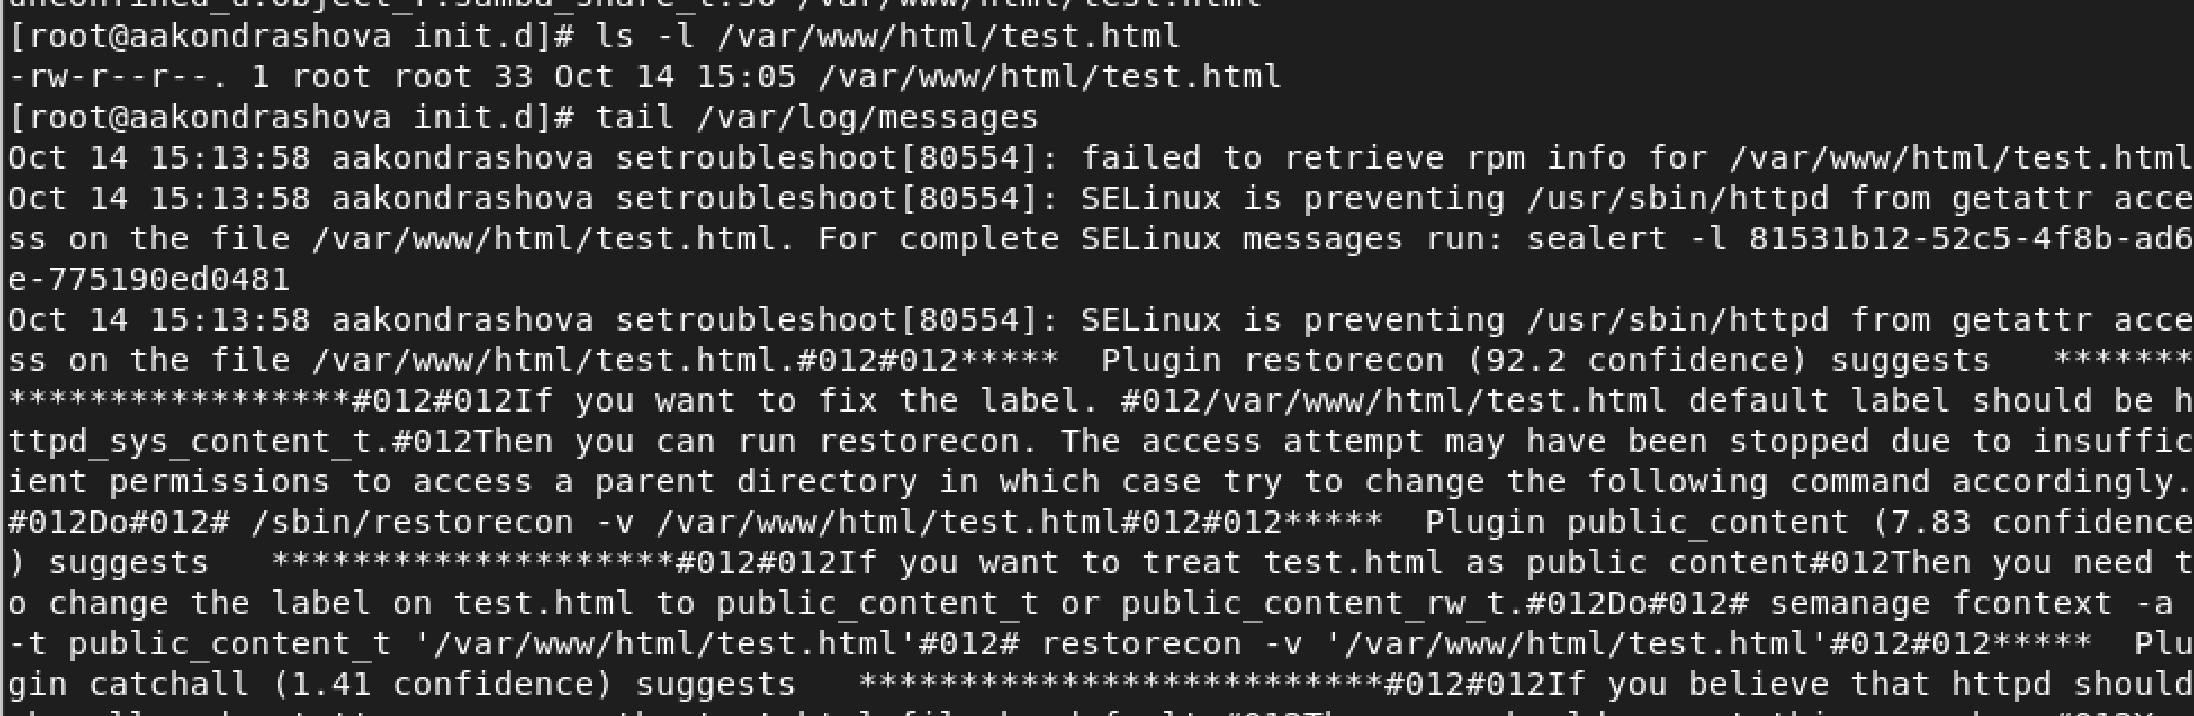 unconfined_u:object_r:samba_share_t:s0 /var/www/html/test.html
[root@aakondrashova init.d]# ls -l /var/www/html/test.html
-rw-r--r--. 1 root root 33 Oct 14 15:05 /var/www/html/test.html
[root@aakondrashova init.d]# tail /var/log/messages
Oct 14 15:13:58 aakondrashova setroubleshoot[80554]: failed to retrieve rpm info for /var/www/html/test.html
Oct 14 15:13:58 aakondrashova setroubleshoot[80554]: SELinux is preventing /usr/sbin/httpd from getattr acce
ss on the file /var/www/html/test.html. For complete SELinux messages run: sealert -l 81531b12-52c5-4f8b-ad6
e-775190ed0481
Oct 14 15:13:58 aakondrashova setroubleshoot[80554]: SELinux is preventing /usr/sbin/httpd from getattr acce
ss on the file /var/www/html/test.html.#012#012*****  Plugin restorecon (92.2 confidence) suggests   *******
*****************#012#012If you want to fix the label. #012/var/www/html/test.html default label should be h
ttpd_sys_content_t.#012Then you can run restorecon. The access attempt may have been stopped due to insuffic
ient permissions to access a parent directory in which case try to change the following command accordingly.
#012Do#012# /sbin/restorecon -v /var/www/html/test.html#012#012*****  Plugin public_content (7.83 confidence
) suggests   ********************#012#012If you want to treat test.html as public content#012Then you need t
o change the label on test.html to public_content_t or public_content_rw_t.#012Do#012# semanage fcontext -a
-t public_content_t '/var/www/html/test.html'#012# restorecon -v '/var/www/html/test.html'#012#012*****  Plu
gin catchall (1.41 confidence) suggests   **************************#012#012If you believe that httpd should